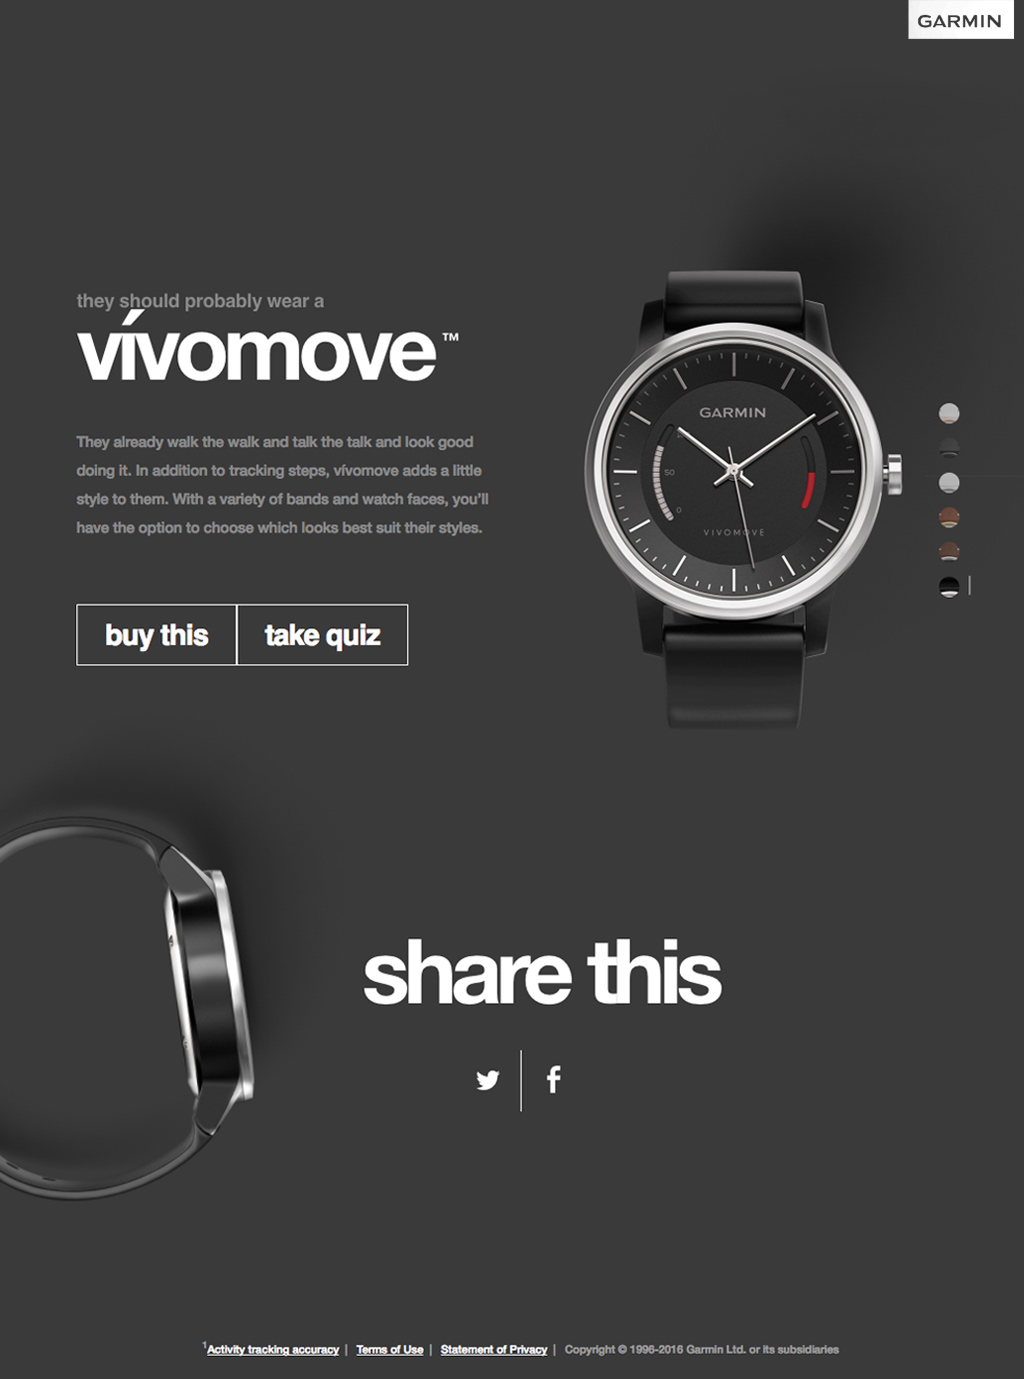 GARMIN
they should probably wear a
vívomove™
They already walk the walk and talk the talk and look good
doing it. In addition to tracking steps, vívomove adds a little
style to them. With a variety of bands and watch faces, you'll
have the option to choose which looks best suit their styles.
buy this
take quiz
GARMIN
50
0
VIVOMOVE
share this
1Activity tracking accuracy | Terms of Use | Statement of Privacy | Copyright © 1996-2016 Garmin Ltd. or its subsidiaries